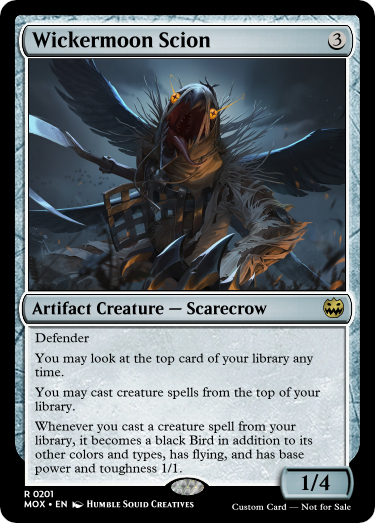 Wickermoon Scion
3
Artifact Creature — Scarecrow
Defender
You may look at the top card of your library any
time.
You may cast creature spells from the top of your
library.
Whenever you cast a creature spell from your
library, it becomes a black Bird in addition to its
other colors and types, has flying, and has base
power and toughness 1/1.
1/4
R 0201
MOX • EN Humble Squid Creatives
Custom Card — Not for Sale